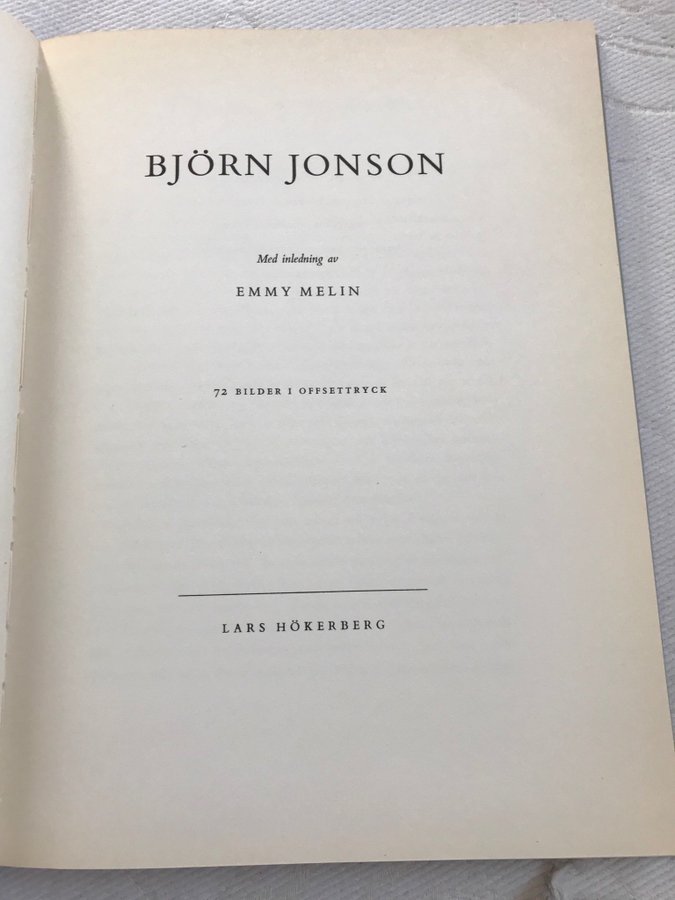 BJÖRN JONSON
Med inledning av
EMMY MELIN
72 BILDER I OFFSETTRYCK
LARS HÖKERBERG